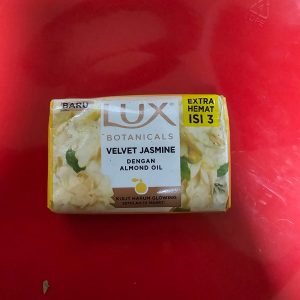 BARU
LUX
BOTANICALS
EXTRA
HEMAT
ISI 3
VELVET JASMINE
DENGAN
ALMOND OIL
KULIT HARUM GLOWING